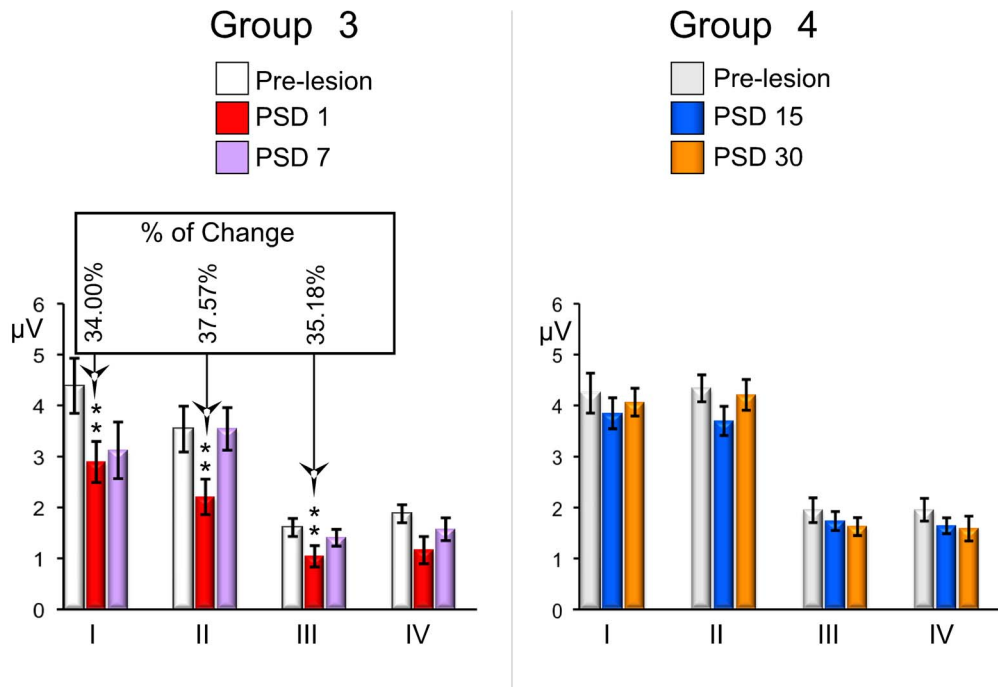 Group 3
Pre-lesion
PSD 1
PSD 7
% of Change
34.00%
37.57%
35.18%
6
µV
5
4
3
2
1
0
**
**
**
I
II
III
IV
Group 4
Pre-lesion
PSD 15
PSD 30
6
µV
5
4
3
2
1
0
I
II
III
IV